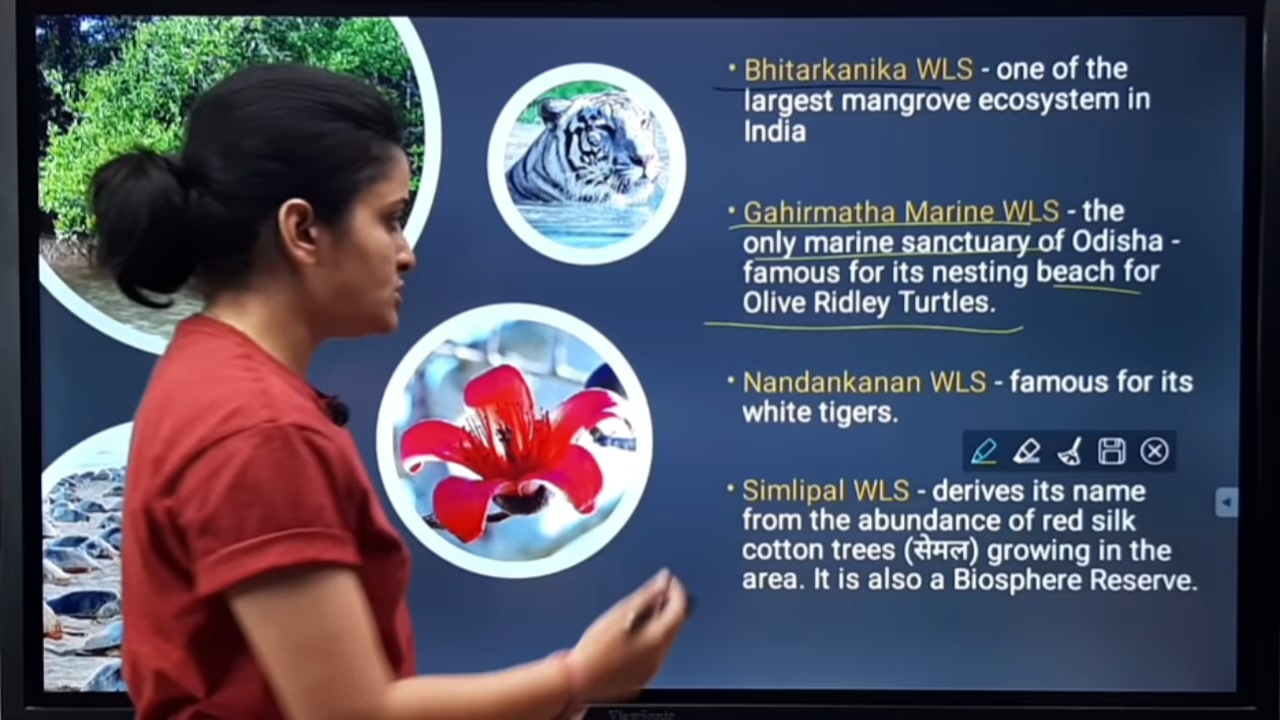 • Bhitarkanika WLS - one of the
largest mangrove ecosystem in
India
• Gahirmatha Marine WLS - the
only marine sanctuary of Odisha -
famous for its nesting beach for
Olive Ridley Turtles.
• Nandankanan WLS - famous for its
white tigers.
• Simlipal WLS - derives its name
from the abundance of red silk
cotton trees (सेमल) growing in the
area. It is also a Biosphere Reserve.
ViewSonic